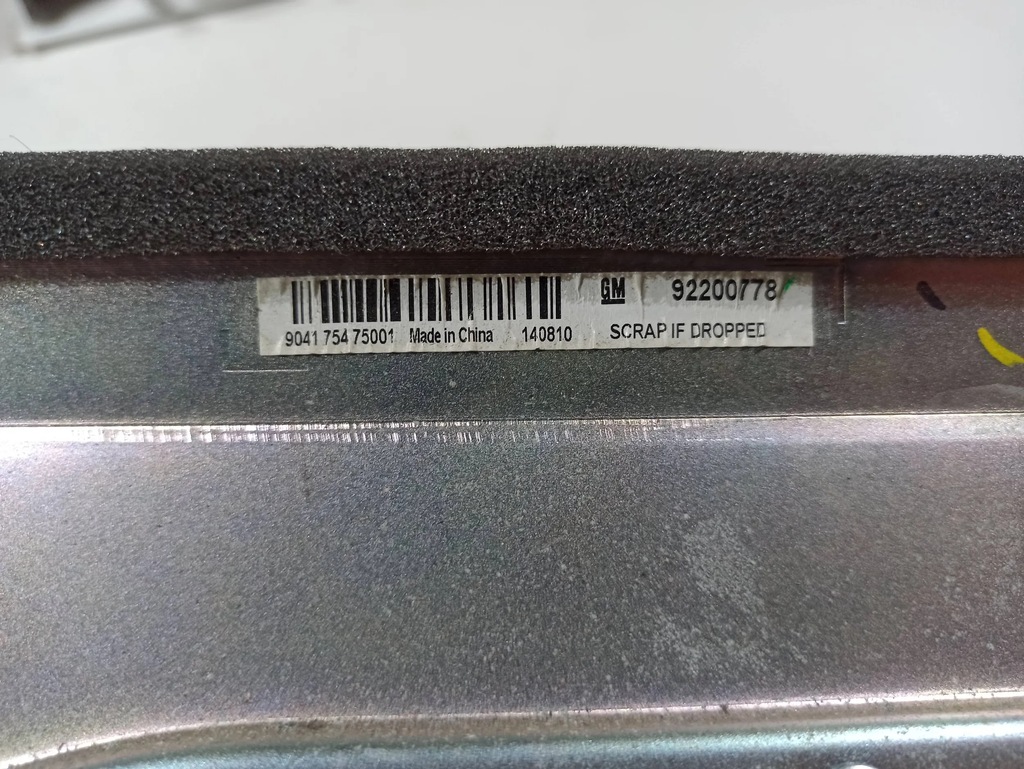 GM 92200778
9041 754 75001 Made in China 140810 SCRAP IF DROPPED